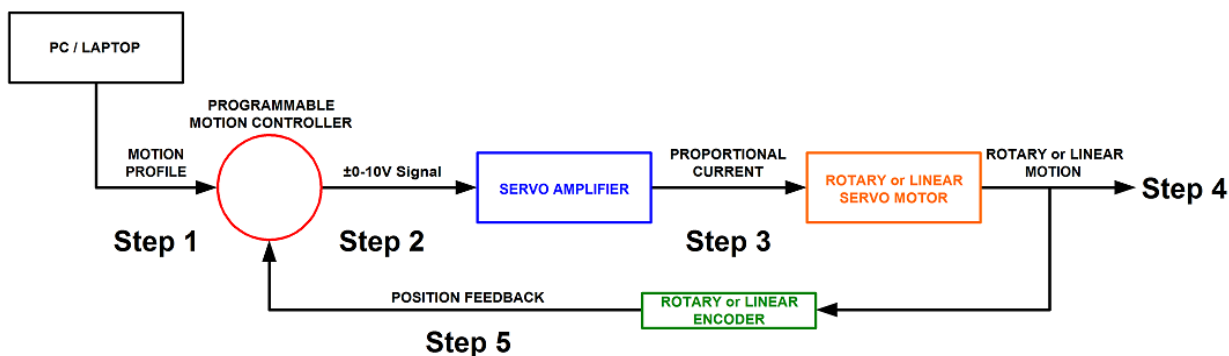 PC / LAPTOP
PROGRAMMABLE
MOTION CONTROLLER
MOTION
PROFILE
Step 1
±0-10V Signal
Step 2
SERVO AMPLIFIER
PROPORTIONAL
CURRENT
Step 3
ROTARY or LINEAR
SERVO MOTOR
ROTARY or LINEAR
MOTION
Step 4
POSITION FEEDBACK
Step 5
ROTARY or LINEAR
ENCODER